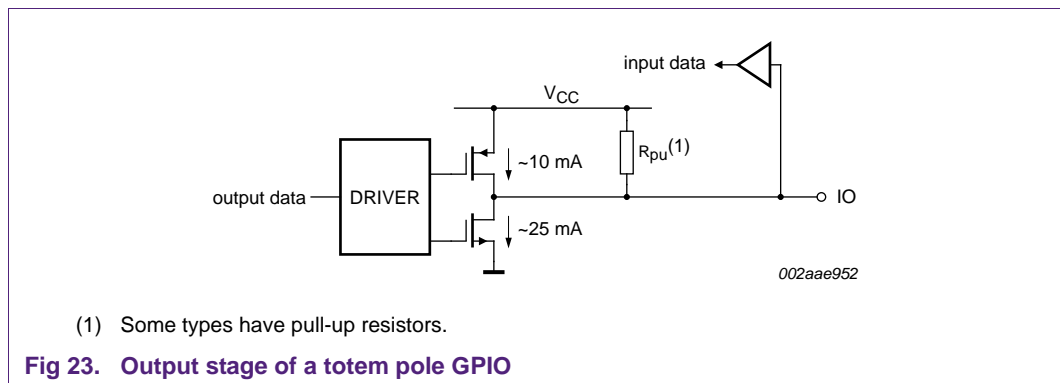 input data
VCC
Rpu(1)
~10 mA
output data
DRIVER
IO
~25 mA
002aae952
(1) Some types have pull-up resistors.
Fig 23. Output stage of a totem pole GPIO